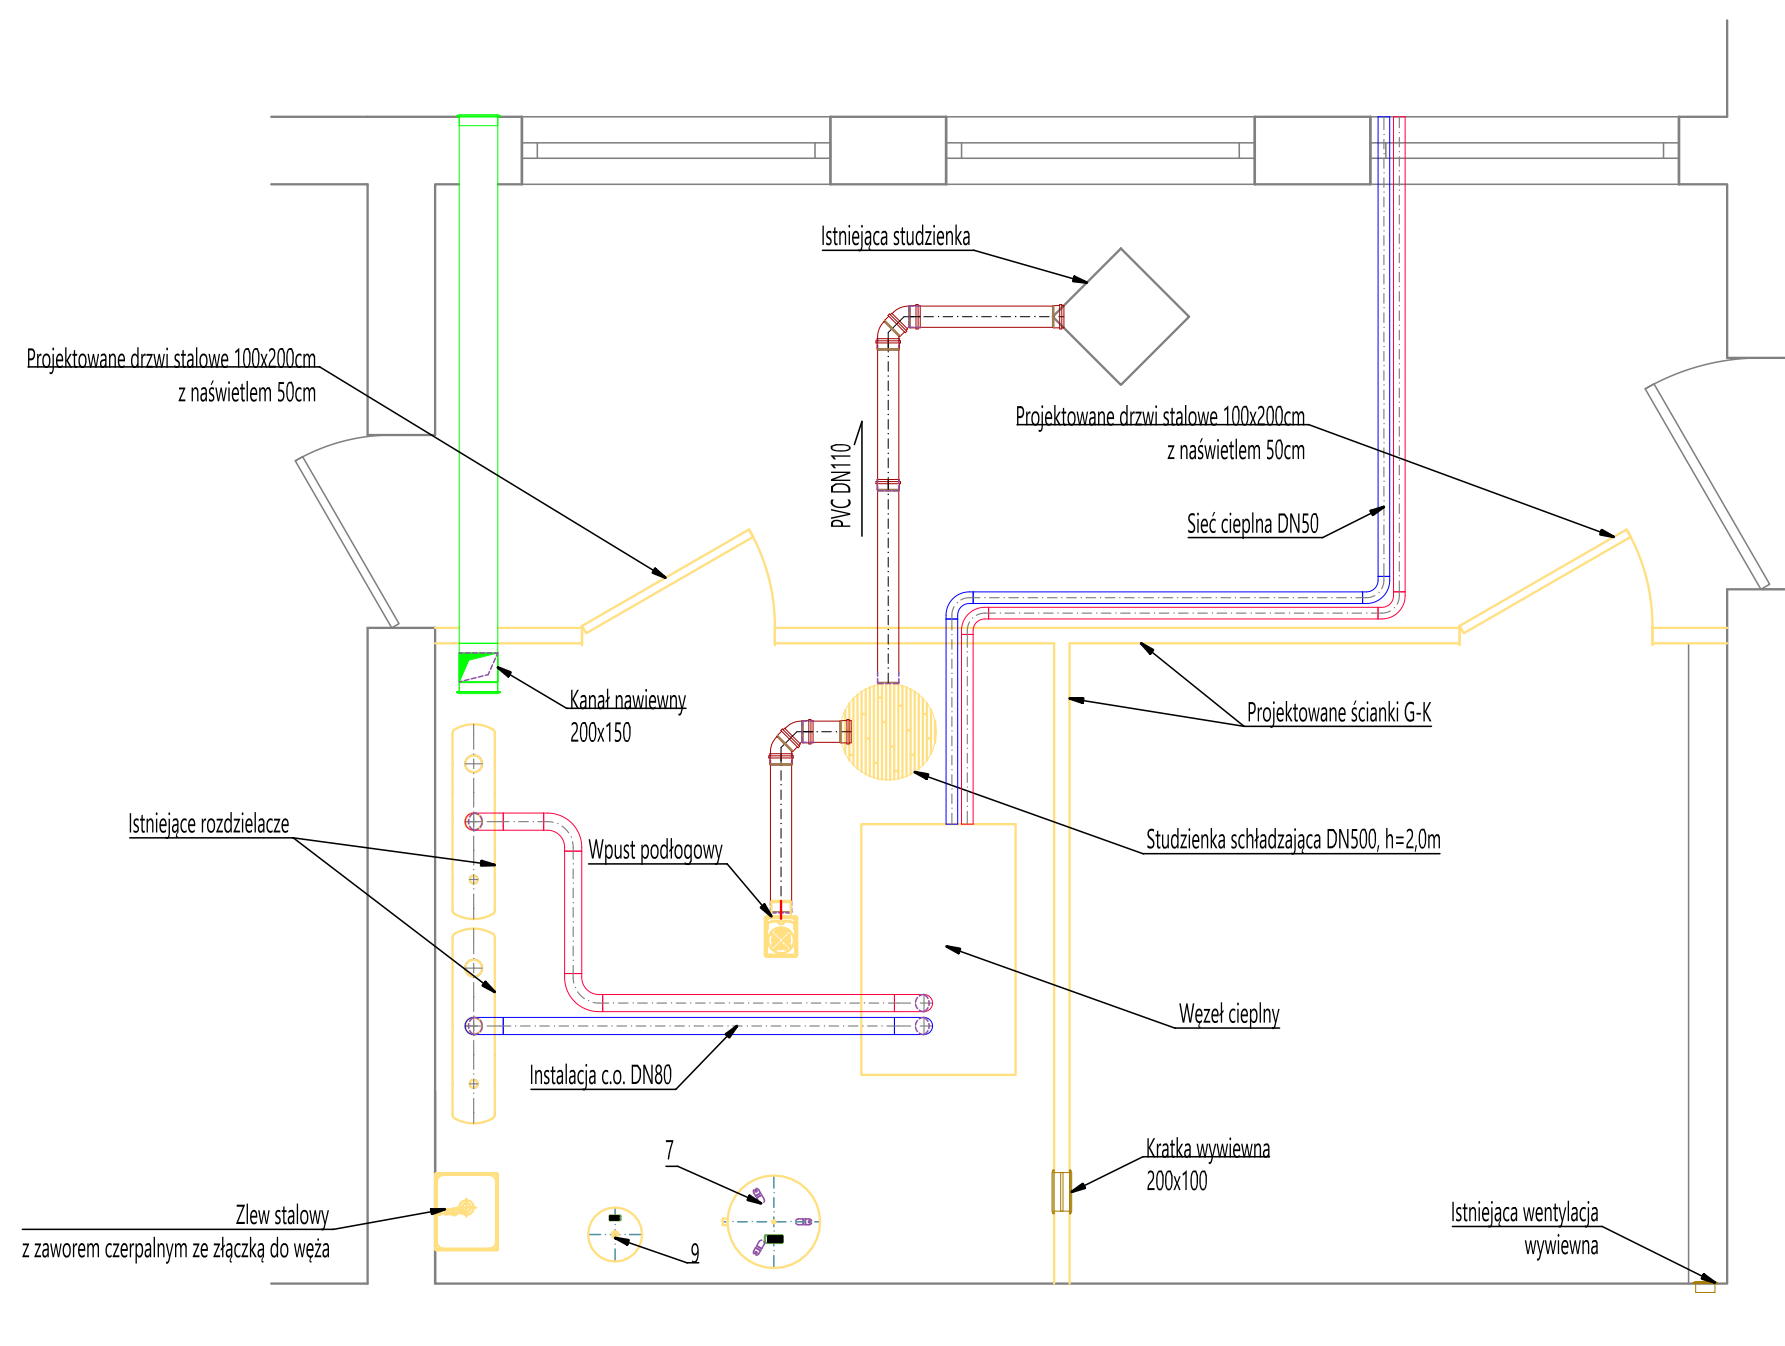 Istniejąca studzienka
Projektowane drzwi stalowe 100x200cm
z naświetlem 50cm
Projektowane drzwi stalowe 100x200cm
z naświetlem 50cm
PVC DN110
Sieć cieplna DN50
Kanał nawiewny
200x150
Projektowane ścianki G-K
Istniejące rozdzielacze
Wpust podłogowy
Studzienka schładzająca DN500, h=2,0m
Węzeł cieplny
Instalacja c.o. DN80
7
Kratka wywiewna
200x100
Zlew stalowy
z zaworem czerpalnym ze złączką do węża
9
Istniejąca wentylacja
wywiewna